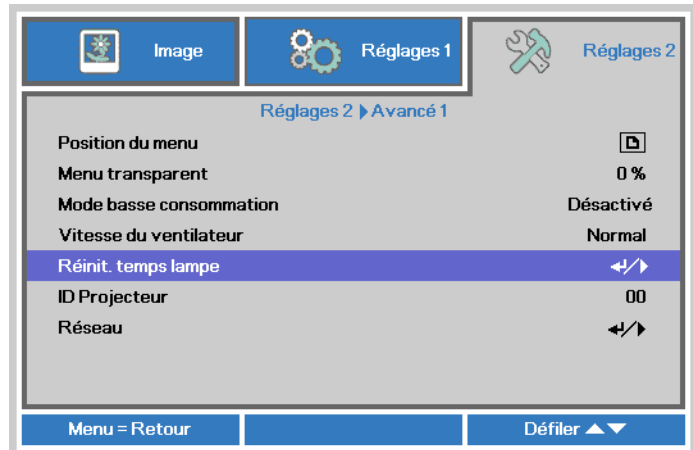 Image
Réglages 1
Réglages 2
Réglages 2 Avancé 1
Position du menu
Menu transparent 0 %
Mode basse consommation Désactivé
Vitesse du ventilateur Normal
Réinit. temps lampe ↵/▶
ID Projecteur 00
Réseau ↵/▶
Menu = Retour Défiler ▲▼